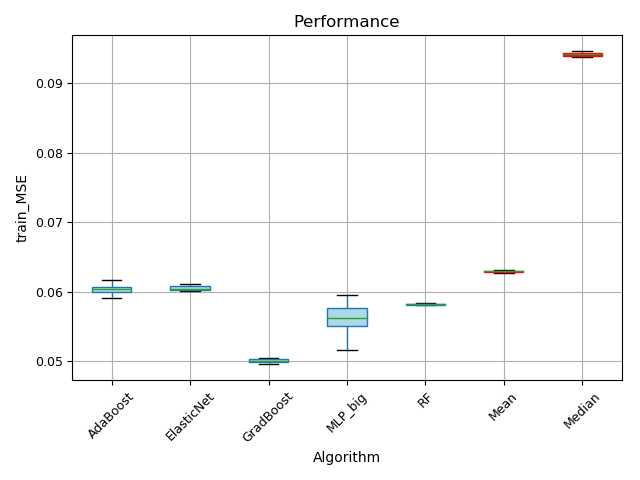 Performance
train_MSE
0.09
0.08
0.07
0.06
0.05
AdaBoost
ElasticNet
GradBoost
MLP_big
RF
Mean
Median
Algorithm